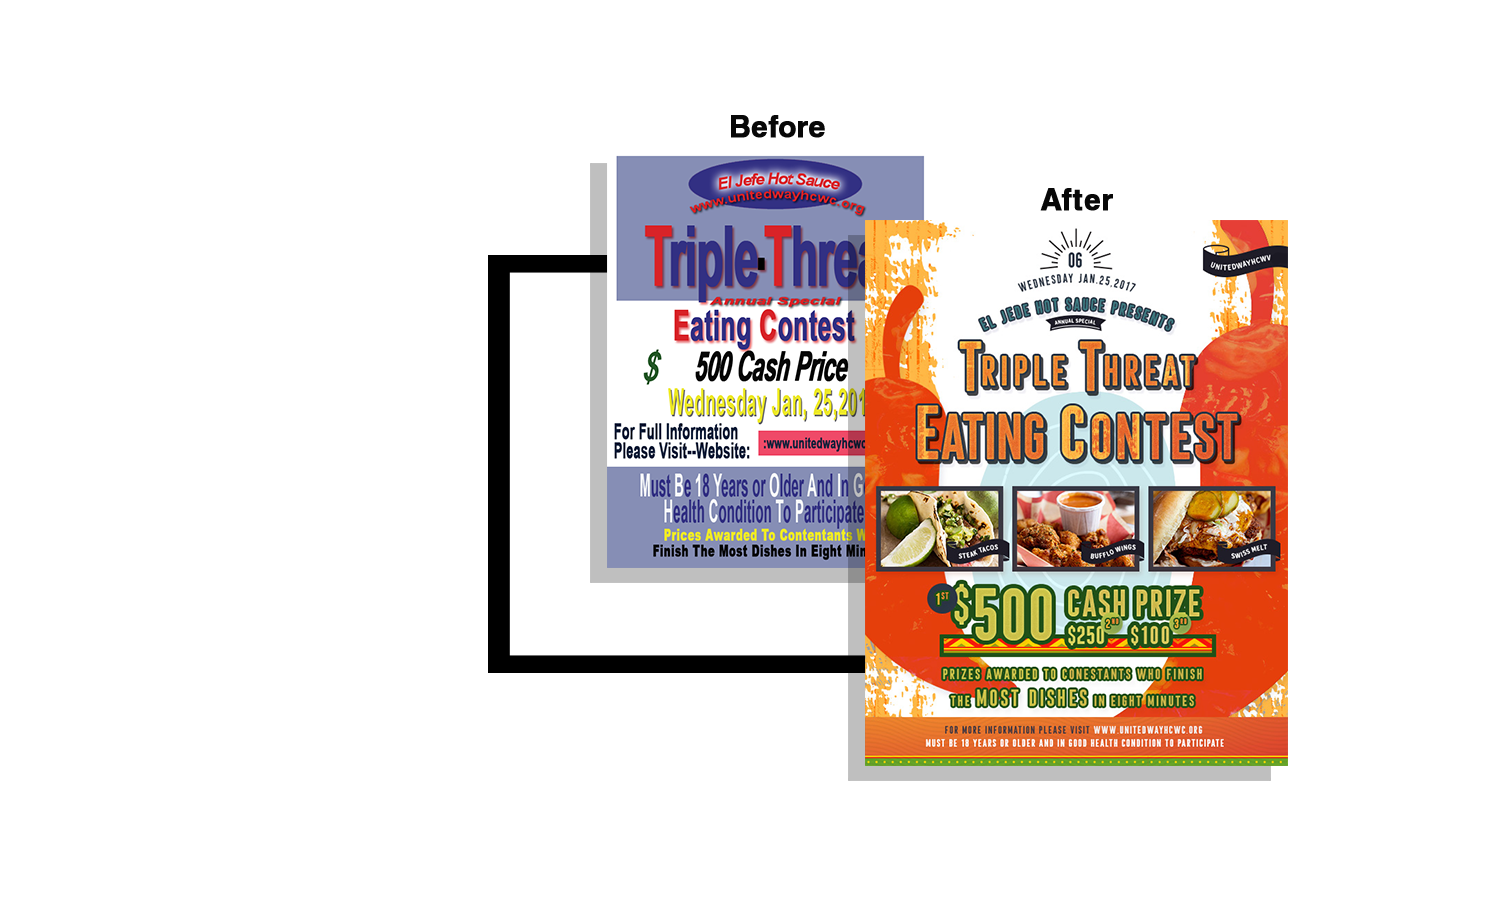 Before
El Jefe Hot Sauce
www.unitedwayhcwc.org
Triple-Threa
Annual Special
Eating Contest
$ 500 Cash Price
Wednesday Jan, 25,201
For Full Information
Please Visit--Website: :www.unitedwayhcwc
Must Be 18 Years or Older And In G
Health Condition To Participate
Prices Awarded To Contentants W
Finish The Most Dishes In Eight Min
After
06
WEDNESDAY JAN.25,2017
UNITEDWAYHCWV
EL JEDE HOT SAUCE PRESENTS
ANNUAL SPECIAL
TRIPLE THREAT
EATING CONTEST
STEAK TACOS
BUFFLO WINGS
SWISS MELT
1ST $500 CASH PRIZE
$250 2ND $100 3RD
PRIZES AWARDED TO CONESTANTS WHO FINISH
THE MOST DISHES IN EIGHT MINUTES
FOR MORE INFORMATION PLEASE VISIT WWW.UNITEDWAYHCWC.ORG
MUST BE 18 YEARS OR OLDER AND IN GOOD HEALTH CONDITION TO PARTICIPATE